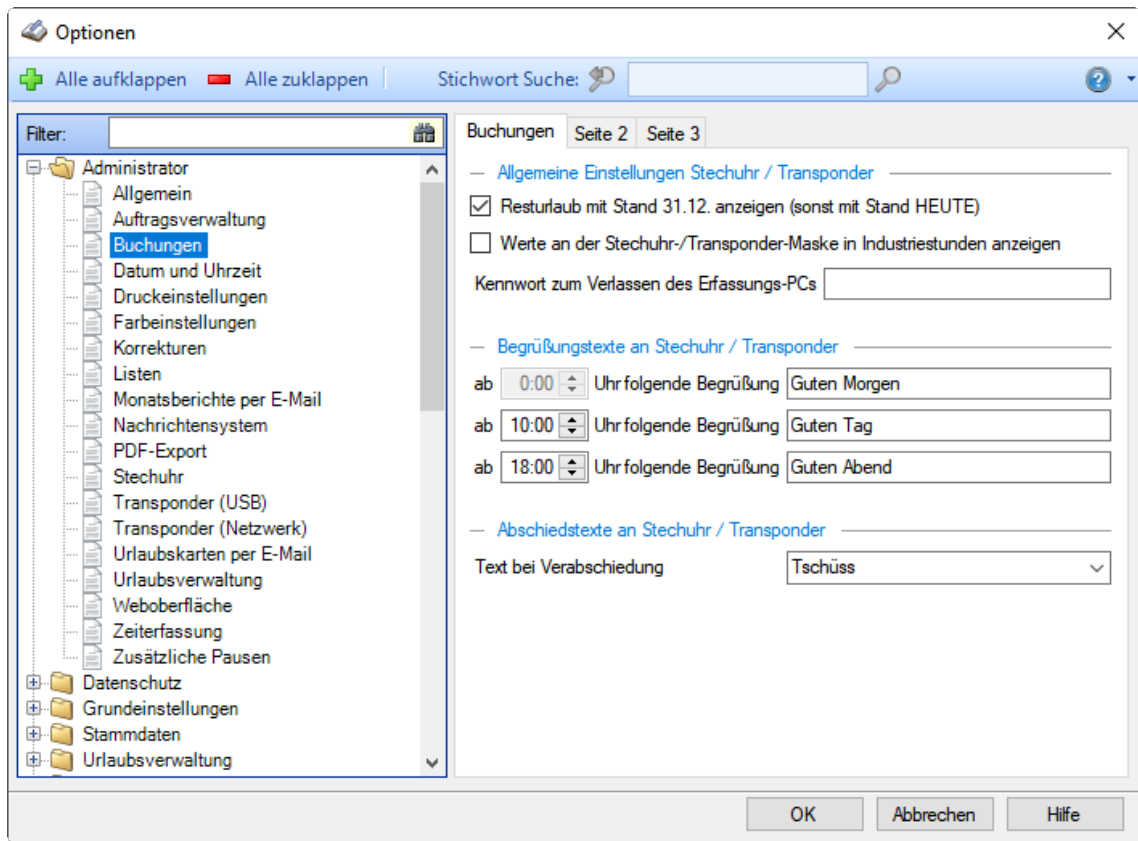 Optionen
Alle aufklappen Alle zuklappen Stichwort Suche:
Filter:
Administrator
Allgemein
Auftragsverwaltung
Buchungen
Datum und Uhrzeit
Druckeinstellungen
Farbeinstellungen
Korrekturen
Listen
Monatsberichte per E-Mail
Nachrichtensystem
PDF-Export
Stechuhr
Transponder (USB)
Transponder (Netzwerk)
Urlaubskarten per E-Mail
Urlaubsverwaltung
Weboberfläche
Zeiterfassung
Zusätzliche Pausen
Datenschutz
Grundeinstellungen
Stammdaten
Urlaubsverwaltung
Buchungen Seite 2 Seite 3
Allgemeine Einstellungen Stechuhr / Transponder
Resturlaub mit Stand 31.12. anzeigen (sonst mit Stand HEUTE)
Werte an der Stechuhr-/Transponder-Maske in Industriestunden anzeigen
Kennwort zum Verlassen des Erfassungs-PCs
Begrüßungstexte an Stechuhr / Transponder
ab 0:00 Uhr folgende Begrüßung Guten Morgen
ab 10:00 Uhr folgende Begrüßung Guten Tag
ab 18:00 Uhr folgende Begrüßung Guten Abend
Abschiedstexte an Stechuhr / Transponder
Text bei Verabschiedung Tschüss
OK Abbrechen Hilfe